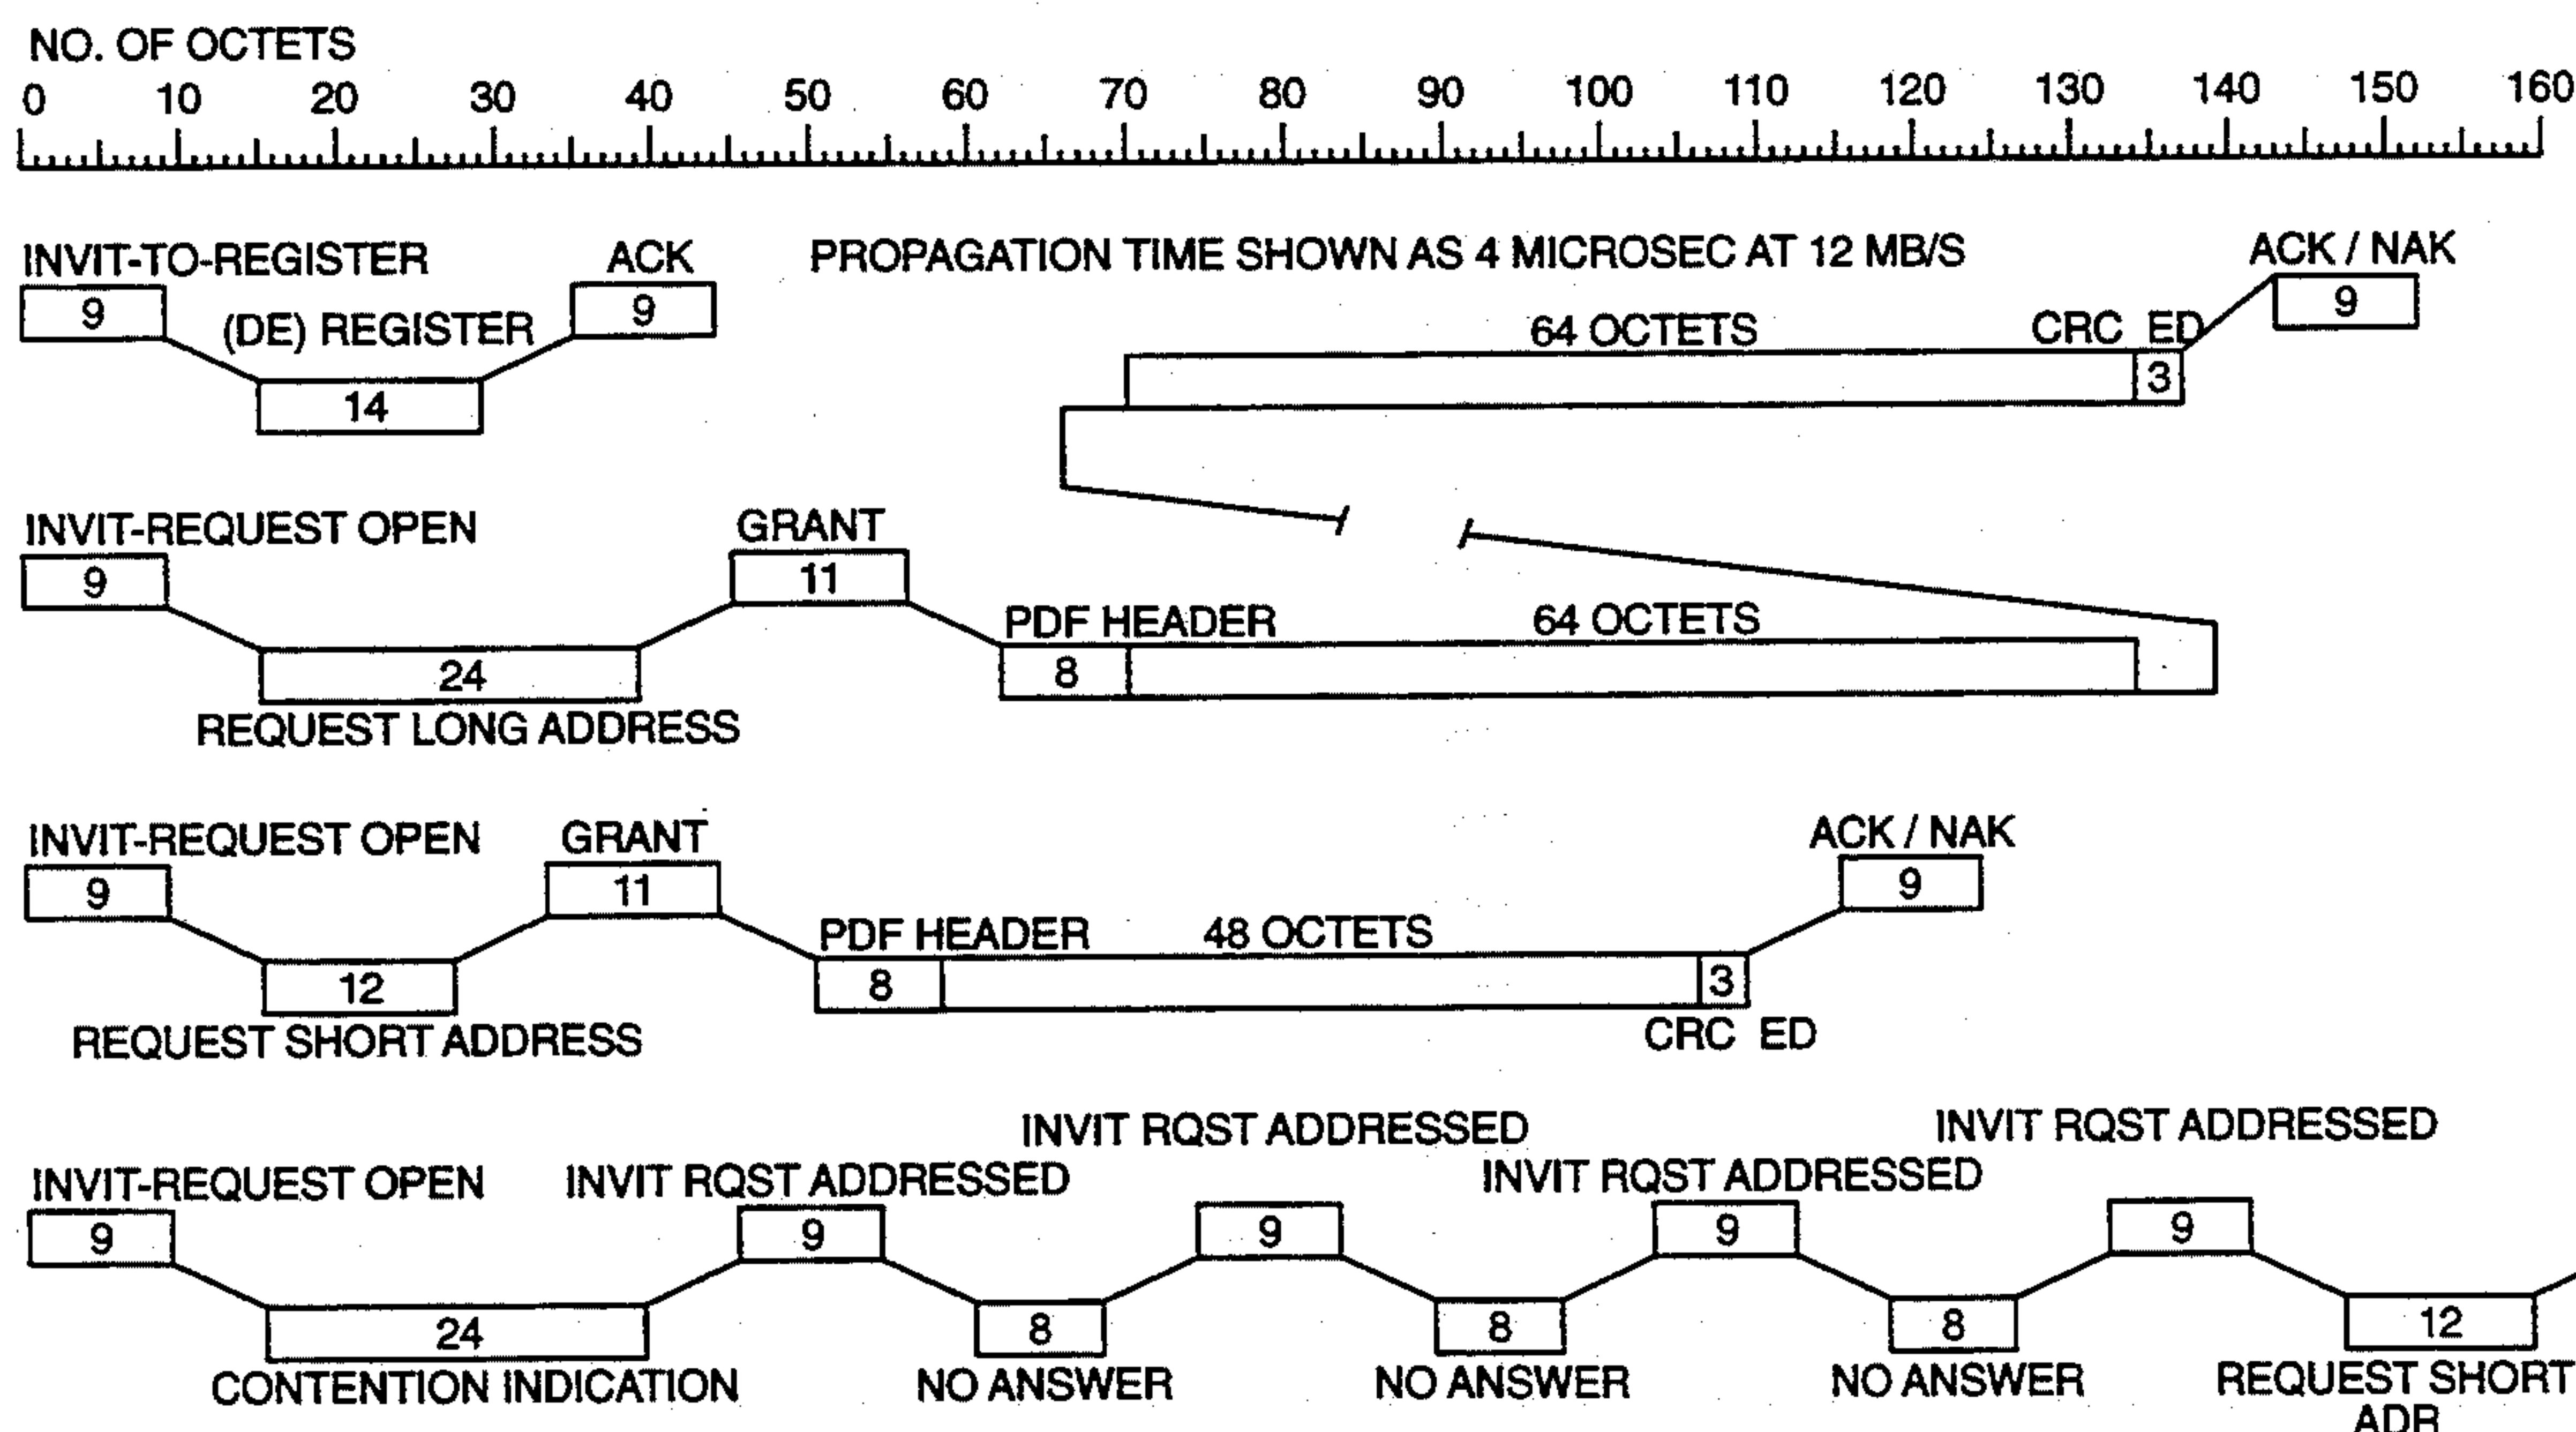 NO. OF OCTETS
0 10 20 30 40 50 60 70 80 90 100 110 120 130 140 150 160
INVIT-TO-REGISTER ACK PROPAGATION TIME SHOWN AS 4 MICROSEC AT 12 MB/S ACK / NAK
9 (DE) REGISTER 9 64 OCTETS CRC ED 9
14 3
INVIT-REQUEST OPEN GRANT
9 11
PDF HEADER 64 OCTETS
24 8
REQUEST LONG ADDRESS
INVIT-REQUEST OPEN GRANT ACK / NAK
9 11 9
PDF HEADER 48 OCTETS
12 8 3
REQUEST SHORT ADDRESS CRC ED
INVIT RQST ADDRESSED INVIT RQST ADDRESSED
INVIT-REQUEST OPEN INVIT RQST ADDRESSED INVIT RQST ADDRESSED
9 9 9 9 9
24 8 8 8 12
CONTENTION INDICATION NO ANSWER NO ANSWER NO ANSWER REQUEST SHORT
ADR